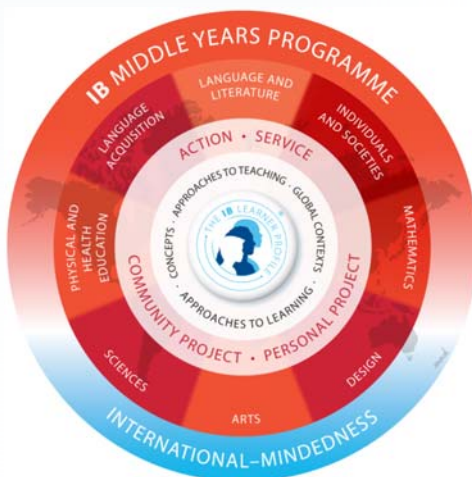 IB MIDDLE YEARS PROGRAMME
LANGUAGE AND
LITERATURE
LANGUAGE
ACQUISITION
INDIVIDUALS
AND SOCIETIES
PHYSICAL AND
HEALTH
EDUCATION
MATHEMATICS
SCIENCES
ARTS
DESIGN
ACTION • SERVICE
COMMUNITY PROJECT • PERSONAL PROJECT
CONCEPTS · APPROACHES TO TEACHING · GLOBAL CONTEXTS
· APPROACHES TO LEARNING ·
THE IB LEARNER PROFILE
INTERNATIONAL–MINDEDNESS